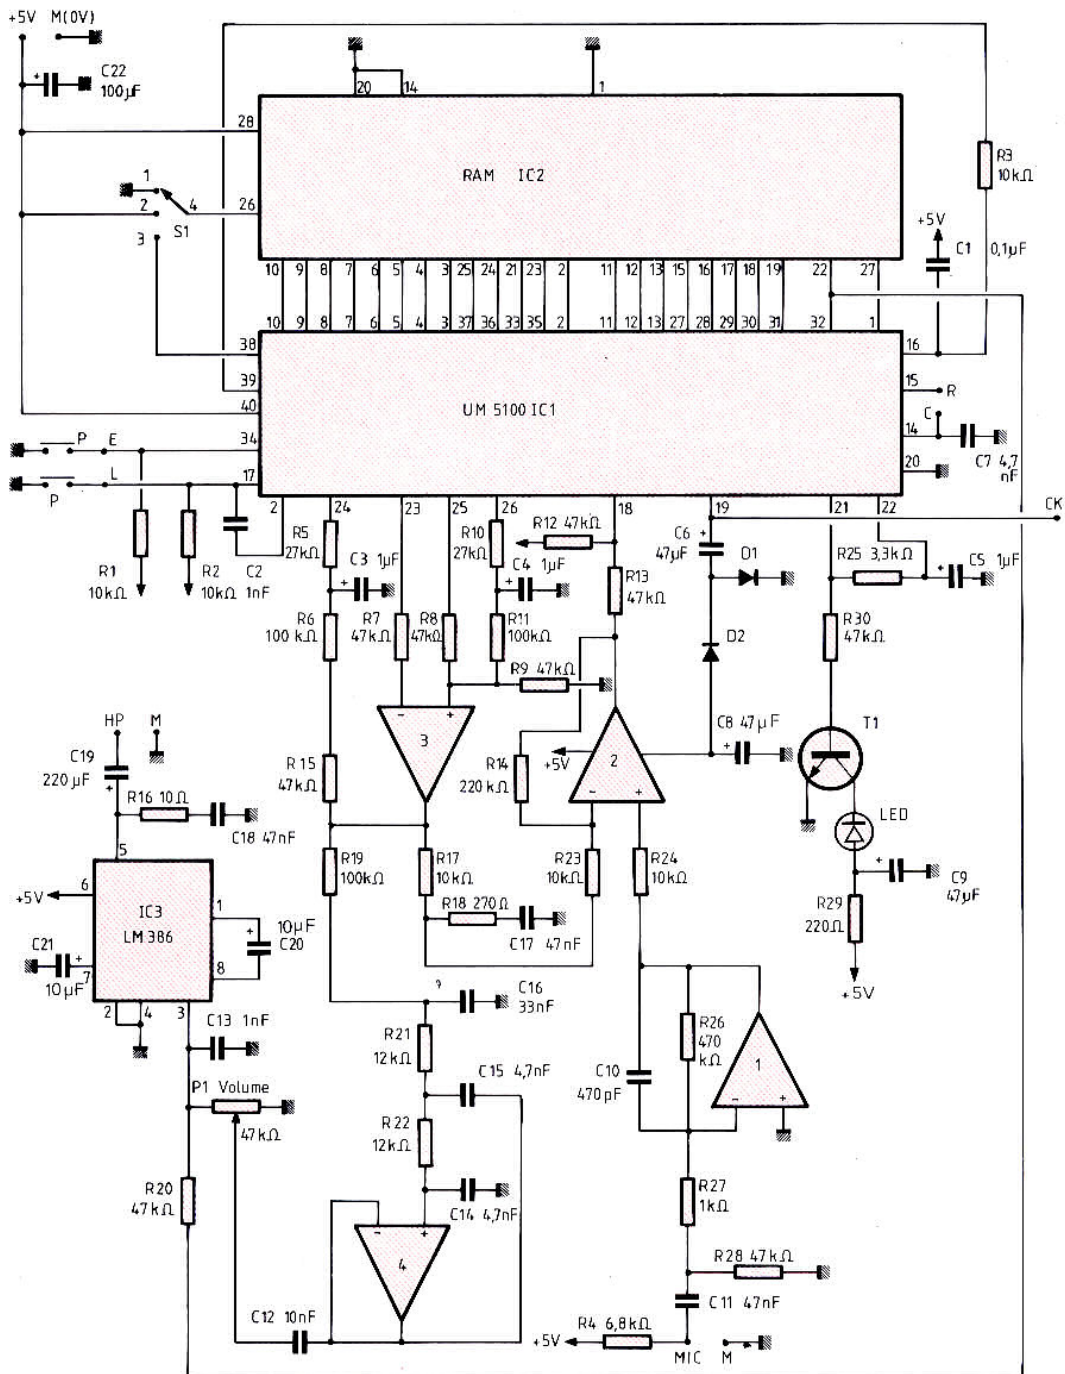 +5V M(0V)
C22
100µF
+
20 14 1
28
RAM IC2
R3
10kΩ
1
2 4 26
3 S1
+5V
C1 0,1µF
10 9 8 7 6 5 4 3 25 24 21 23 2 11 12 13 15 16 17 18 19 22 27
10 9 8 7 6 5 4 3 37 36 33 35 2 11 12 13 27 28 29 30 31 32 1
38 16
39 15 R
40 UM 5100 IC1 C
P E 34 14
C7 4,7
nF
L 17 20
P
2 24 23 25 26 18 19 21 22 CK
R1
10kΩ
R2
10kΩ
C2
1nF
R5
27kΩ
C3 1µF
+
R10
27kΩ
R12 47kΩ
C4 1µF
+
C6
47µF
+
D1
R25 3,3kΩ
C5 1µF
+
R6
100 kΩ
R7
47kΩ
R8
47kΩ
R11
100kΩ
R13
47kΩ
D2
R30
47kΩ
R9 47kΩ
HP M
C19
220 µF
+
- +
3
R15
47kΩ
+5V
R14
220 kΩ
2
- +
C8 47µF
+
T1
R16 10Ω
C18 47nF
LED
5
6
+5V
IC3
LM 386
1
8
10µF
+
C20
C21
+
10µF
7
2 4 3
R19
100kΩ
R17
10kΩ
R23
10kΩ
R24
10kΩ
R18 270Ω
C17 47nF
+
C9
47µF
R29
220Ω
+5V
C16
33nF
C13 1nF
R21
12kΩ
R26
470
kΩ
1
- +
C10
470pF
C15 4,7nF
P1 Volume
47kΩ
R22
12kΩ
R20
47kΩ
C14 4,7nF
R27
1kΩ
- +
4
R28 47kΩ
C12 10nF
C11 47nF
+5V
R4 6,8kΩ
MIC M